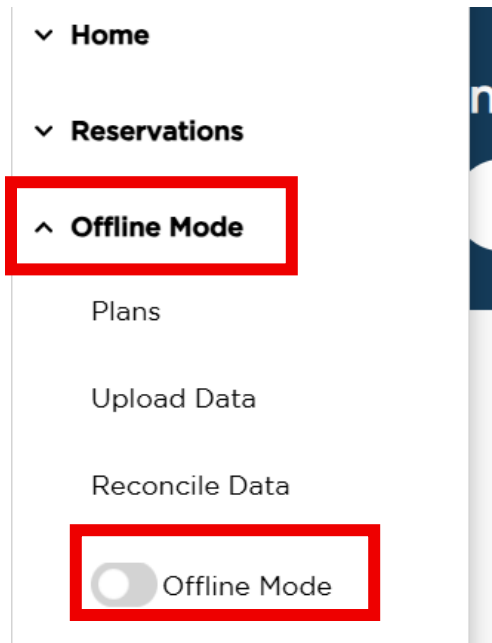 Home
Reservations
Offline Mode
Plans
Upload Data
Reconcile Data
Offline Mode